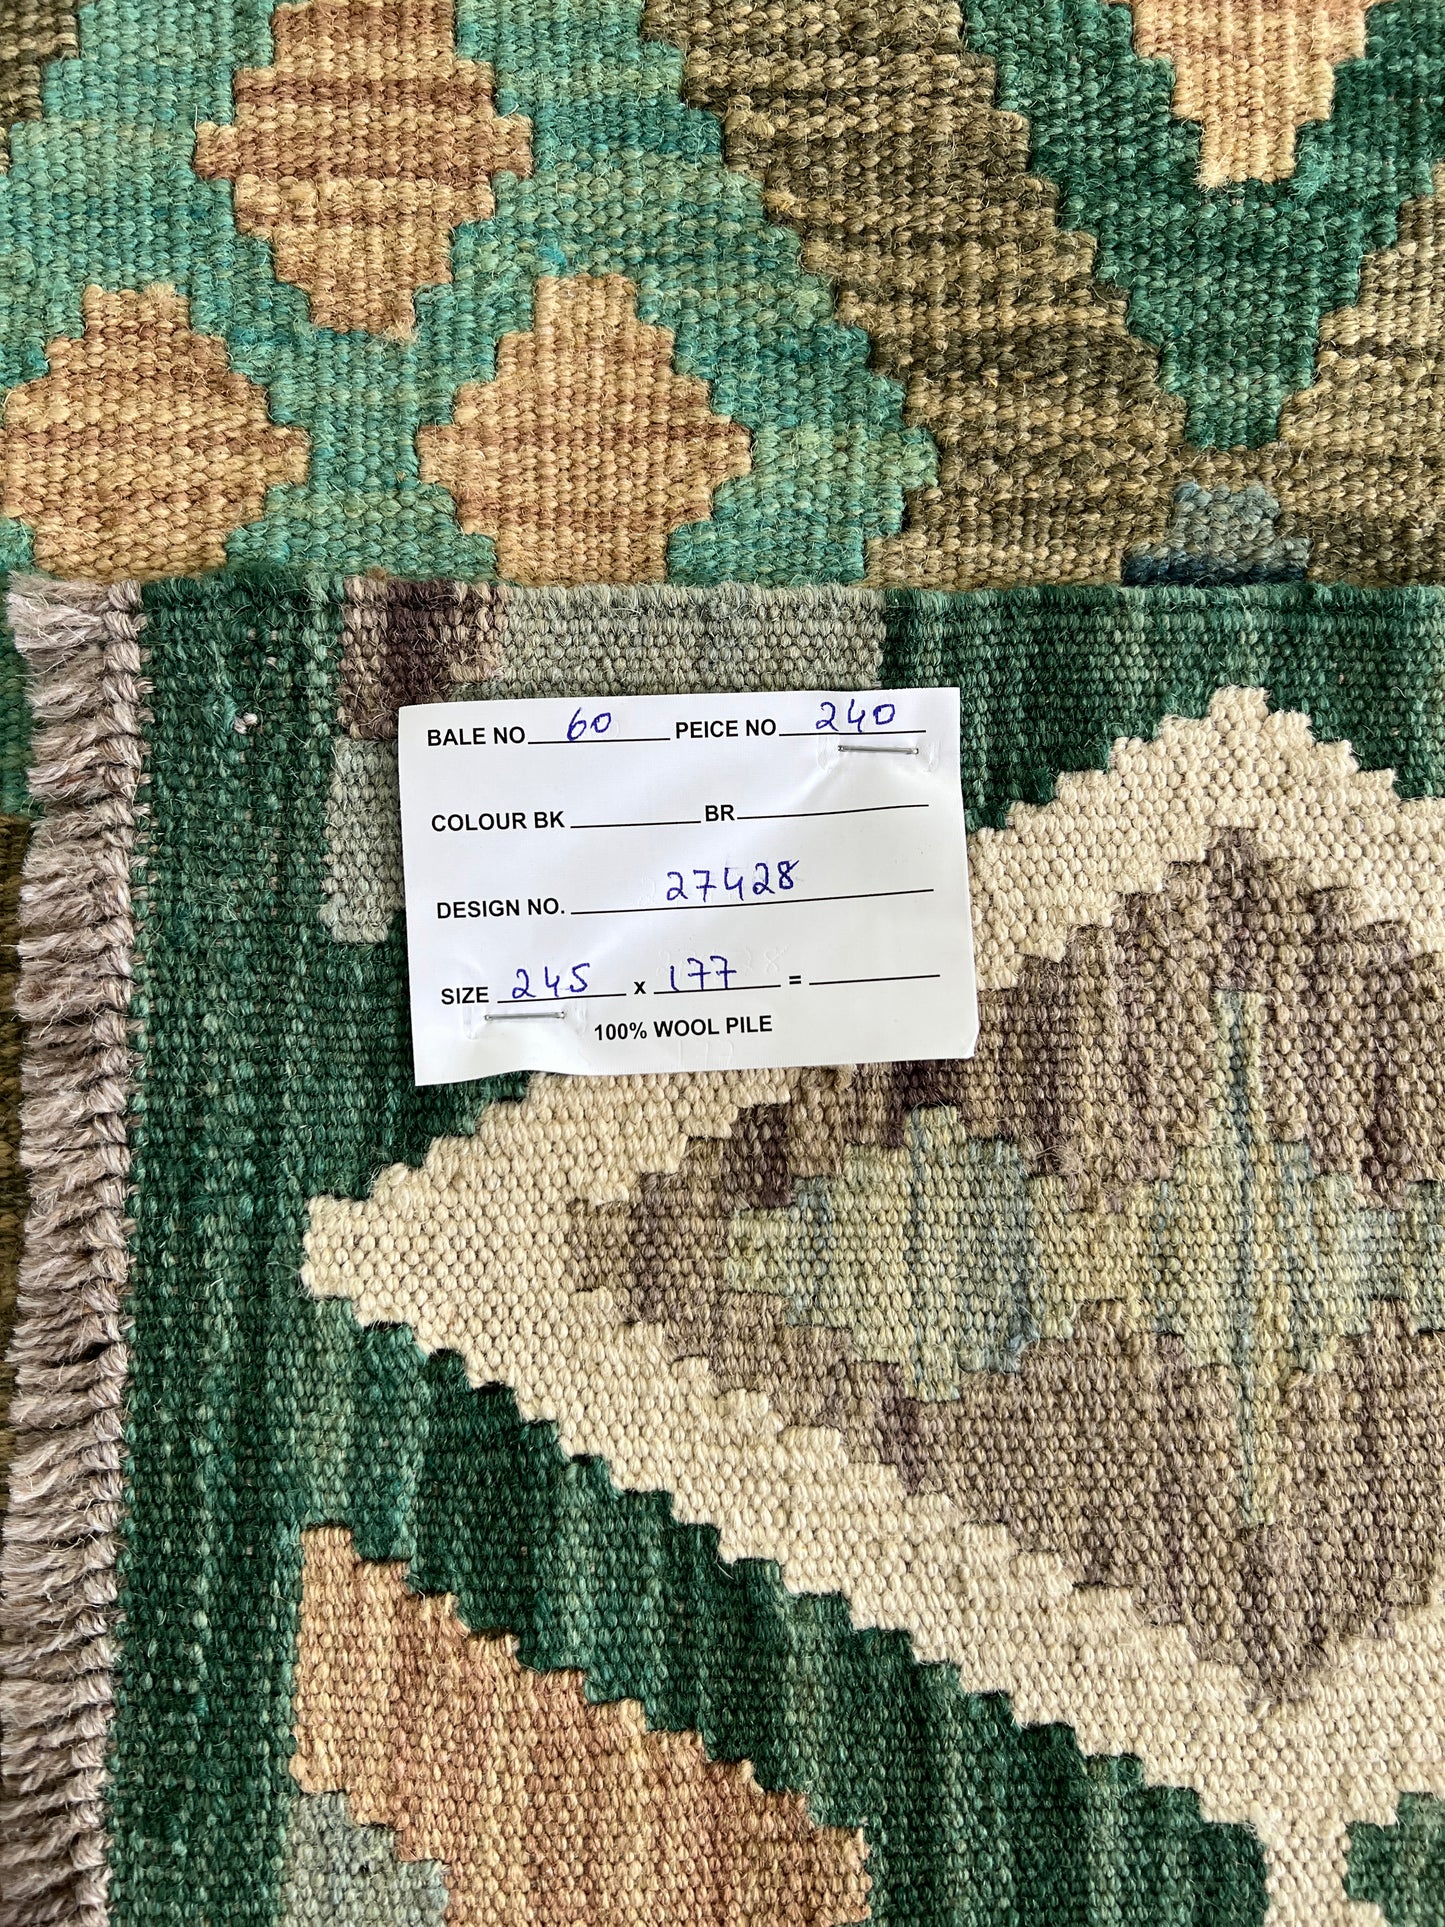 BALE NO 60 PEICE NO 240
COLOUR BK BR
DESIGN NO. 27428
SIZE 245 x 177 =
100% WOOL PILE